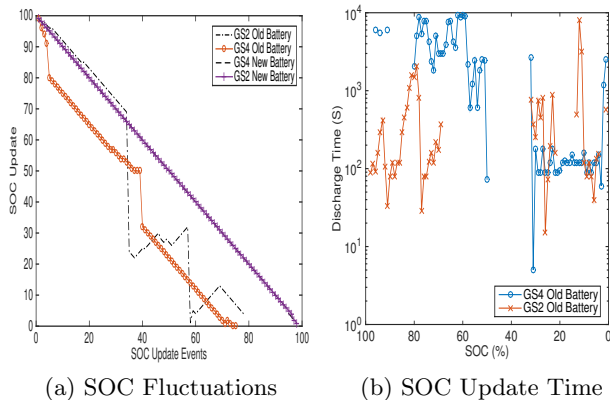 100
90
80
70
60
50
40
30
20
10
0
SOC Update
0 20 40 60 80 100
SOC Update Events
GS2 Old Battery
GS4 Old Battery
GS4 New Battery
GS2 New Battery
(a) SOC Fluctuations
10^4
10^3
10^2
10^1
10^0
Discharge Time (S)
100 80 60 40 20 0
SOC (%)
GS4 Old Battery
GS2 Old Battery
(b) SOC Update Time